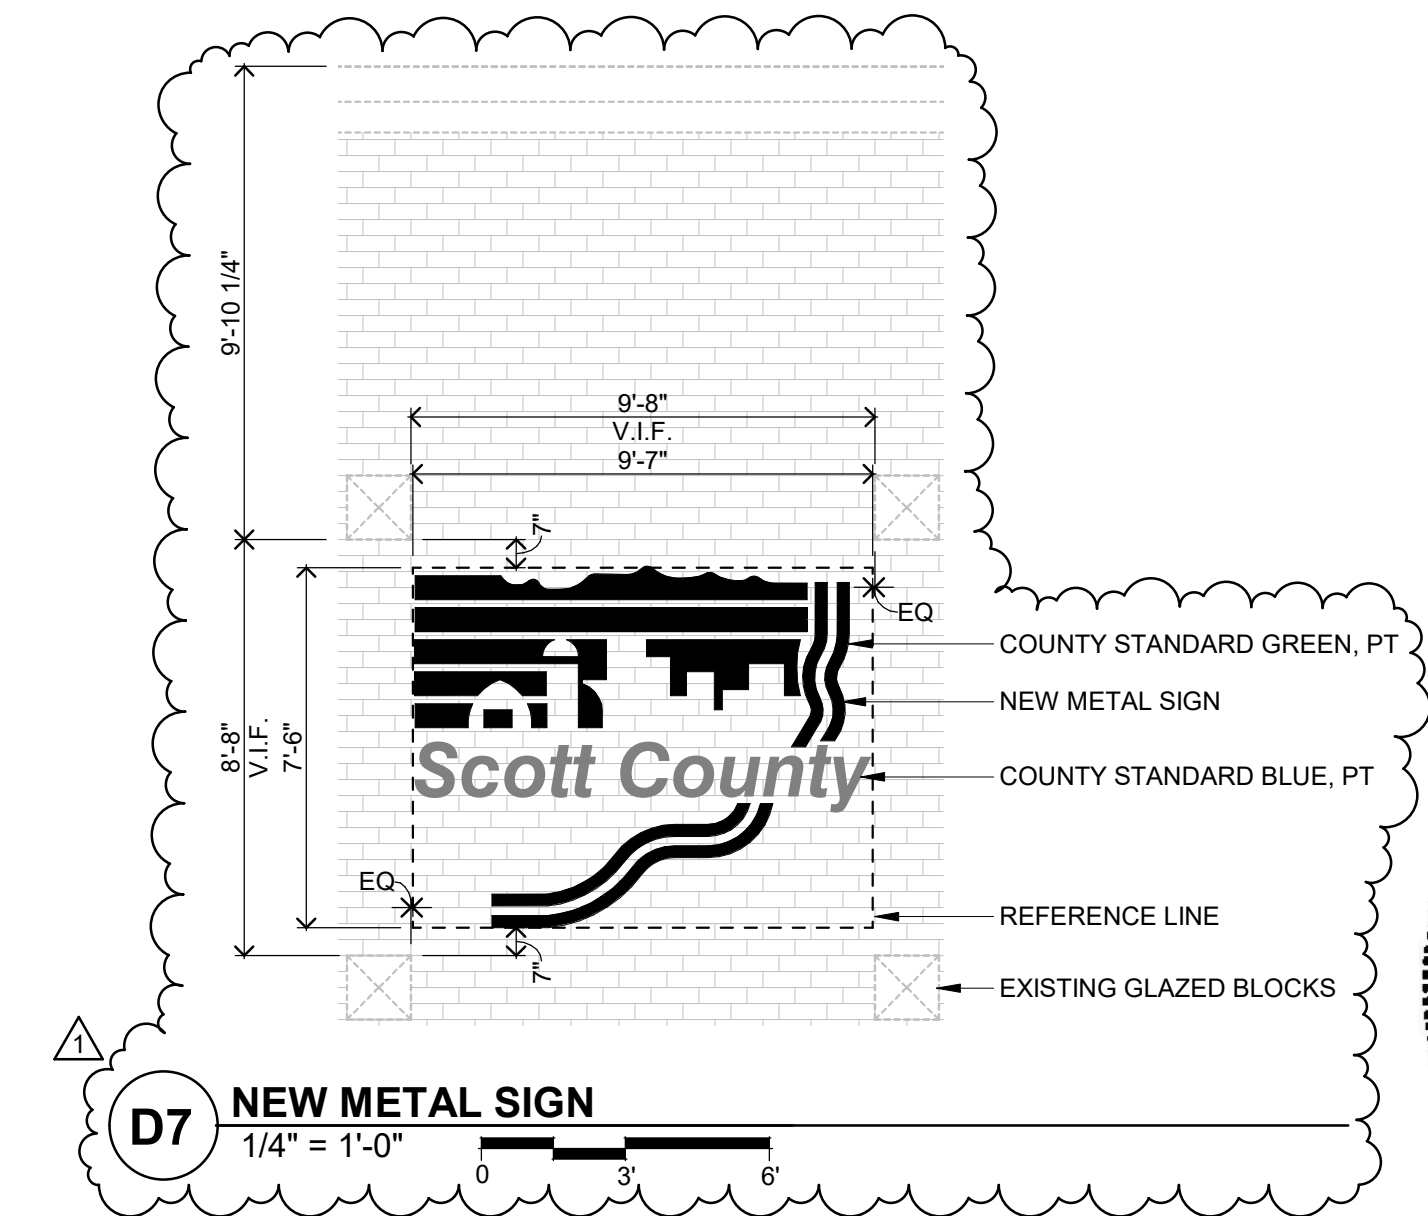 9'-10 1/4"
9'-8"
V.I.F.
9'-7"
7"
EQ
COUNTY STANDARD GREEN, PT
NEW METAL SIGN
8'-8"
V.I.F.
7'-6"
Scott County
COUNTY STANDARD BLUE, PT
EQ
REFERENCE LINE
7"
EXISTING GLAZED BLOCKS
1
D7
NEW METAL SIGN
1/4" = 1'-0"
0 3' 6'